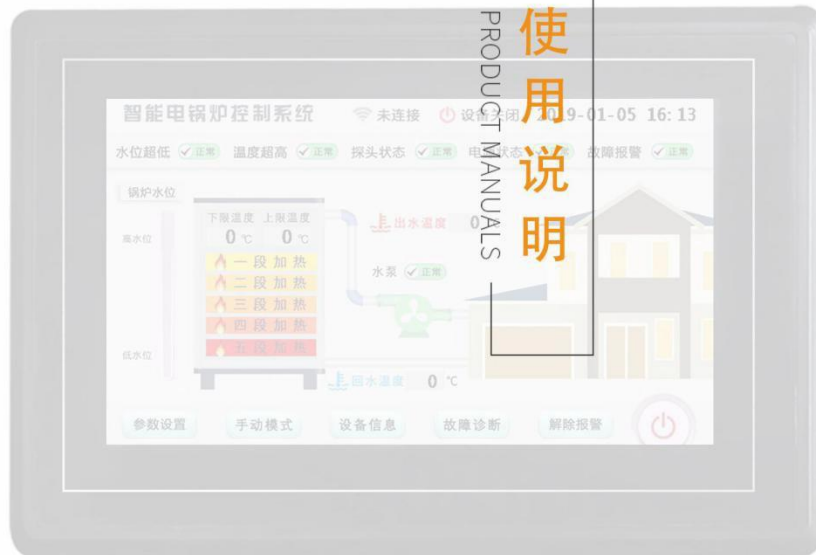 使用说明
PRODUCT MANUALS
智能电锅炉控制系统 未连接 设备关闭 2019-01-05 16:13
水位超低 正常 温度超高 正常 探头状态 正常 状态 故障报警 正常
锅炉水位
下限温度 上限温度
高水位 0 ℃ 0 ℃ 出水温度
一段加热
二段加热
水泵 正常
三段加热
四段加热
低水位 五段加热
回水温度 0 ℃
参数设置 手动模式 设备信息 故障诊断 解除报警